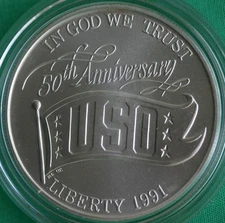 IN GOD WE TRUST
50th Anniversary
USO
LIBERTY 1991